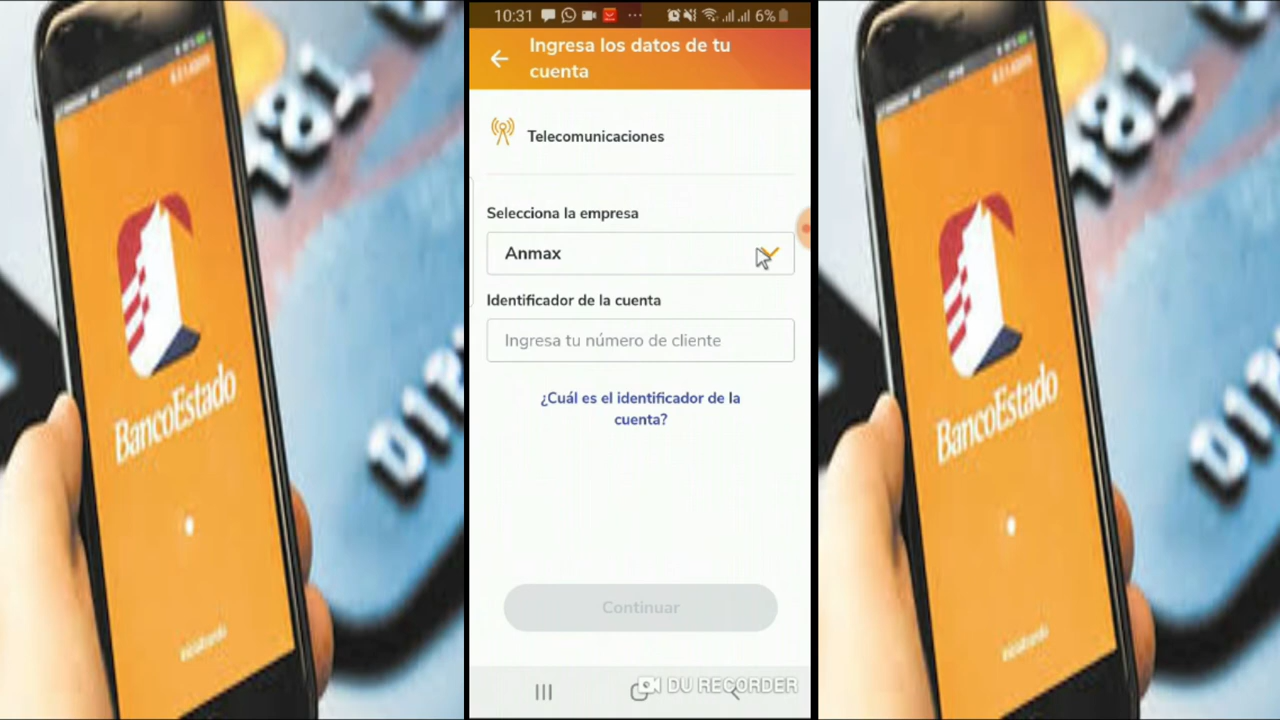 10:31
6%
Ingresa los datos de tu
cuenta
Telecomunicaciones
Selecciona la empresa
Anmax
Identificador de la cuenta
Ingresa tu número de cliente
¿Cuál es el identificador de la
cuenta?
Continuar
DU RECORDER
BancoEstado
BancoEstado